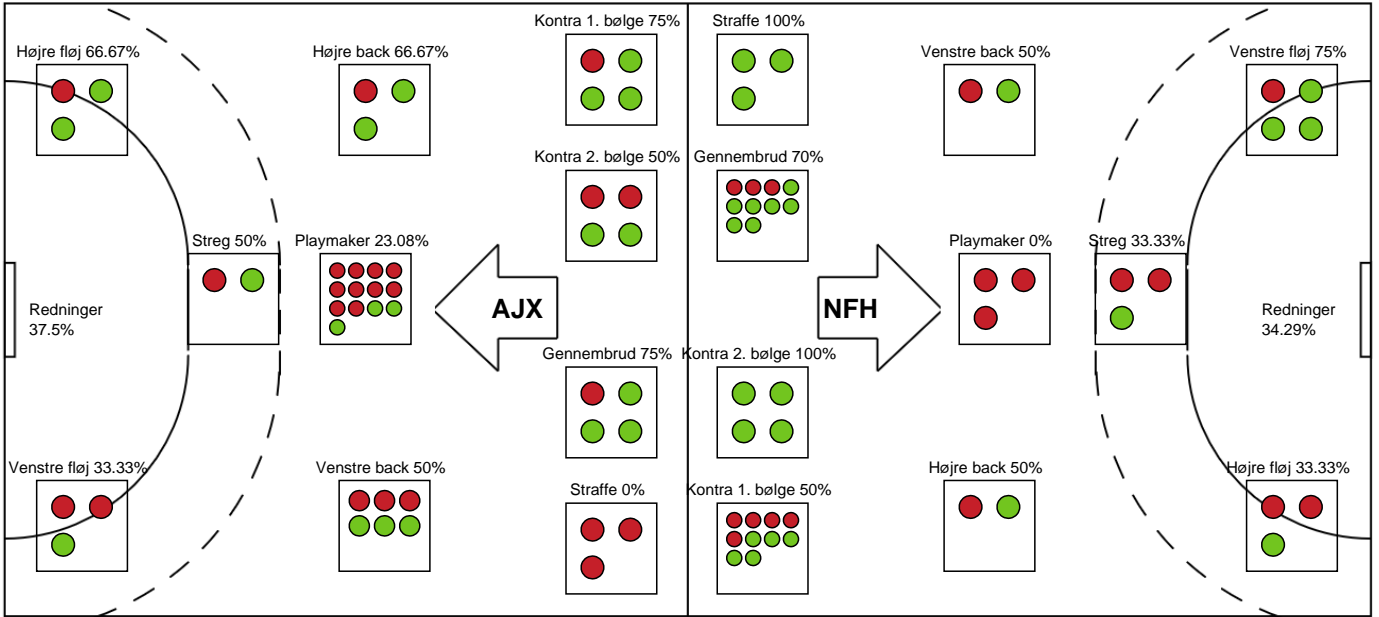 Kontra 1. bølge 75%
Straffe 100%
Højre fløj 66.67%
Højre back 66.67%
Venstre back 50%
Venstre fløj 75%
Kontra 2. bølge 50%
Gennembrud 70%
Streg 50%
Playmaker 23.08%
Playmaker 0%
Streg 33.33%
Redninger
37.5%
AJX
NFH
Redninger
34.29%
Gennembrud 75%
Kontra 2. bølge 100%
Venstre fløj 33.33%
Venstre back 50%
Højre back 50%
Højre fløj 33.33%
Straffe 0%
Kontra 1. bølge 50%